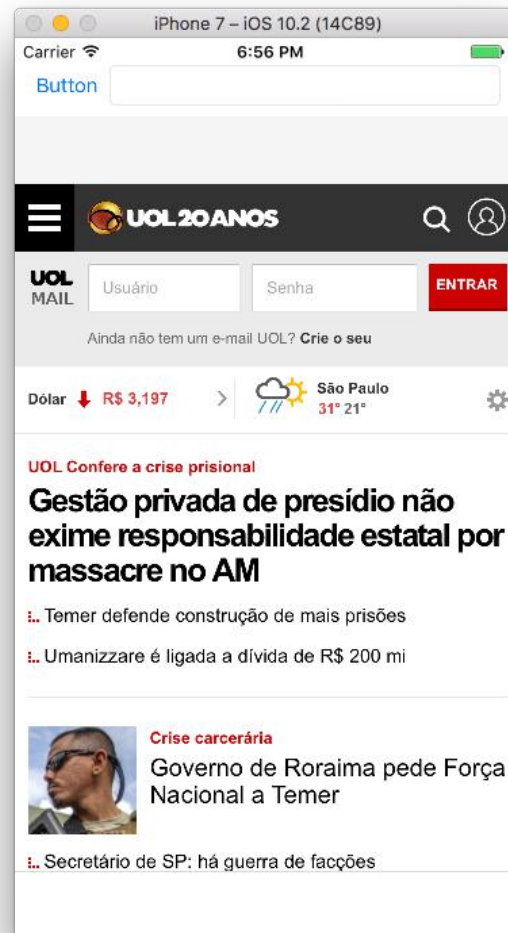 iPhone 7 – iOS 10.2 (14C89)
Carrier 6:56 PM
Button
UOL 20 ANOS
UOL MAIL Usuário Senha ENTRAR
Ainda não tem um e-mail UOL? Crie o seu
Dólar R$ 3,197 São Paulo
31° 21°
UOL Confere a crise prisional
Gestão privada de presídio não
exime responsabilidade estatal por
massacre no AM
Temer defende construção de mais prisões
Umanizzare é ligada a dívida de R$ 200 mi
Crise carcerária
Governo de Roraima pede Força
Nacional a Temer
Secretário de SP: há guerra de facções